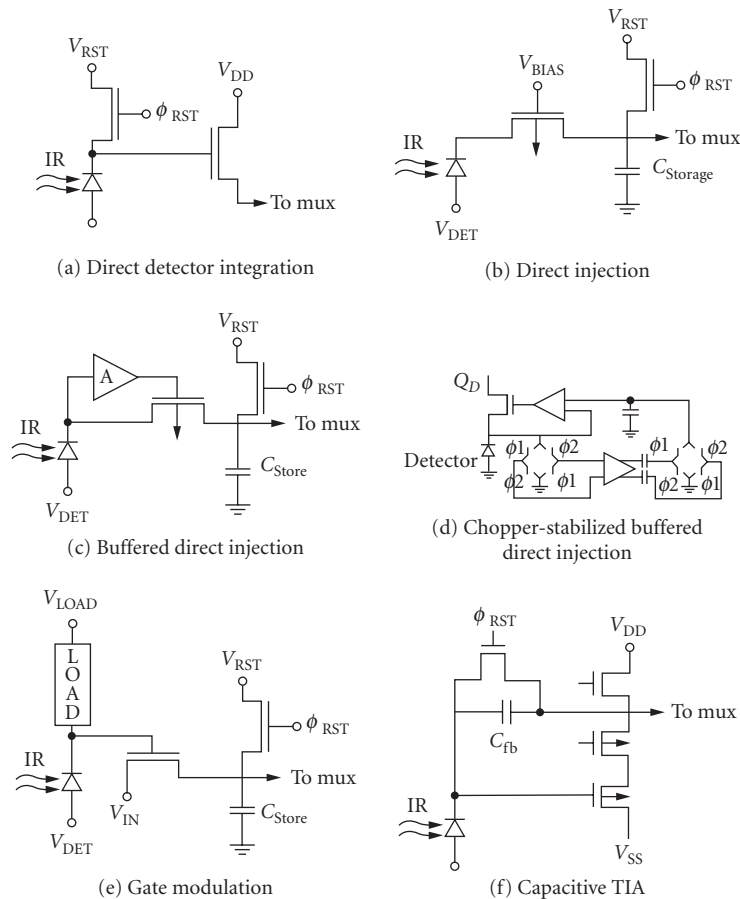 V_RST
V_DD
ϕ_RST
IR
To mux
(a) Direct detector integration
V_RST
V_BIAS
ϕ_RST
IR
To mux
C_Storage
V_DET
(b) Direct injection
V_RST
A
ϕ_RST
IR
To mux
C_Store
V_DET
(c) Buffered direct injection
Q_D
ϕ1
ϕ2
ϕ1
ϕ2
Detector
ϕ2
ϕ1
ϕ2
ϕ1
(d) Chopper-stabilized buffered
direct injection
V_LOAD
LOAD
V_RST
ϕ_RST
IR
To mux
V_IN
C_Store
V_DET
(e) Gate modulation
ϕ_RST
V_DD
To mux
C_fb
IR
V_SS
(f) Capacitive TIA